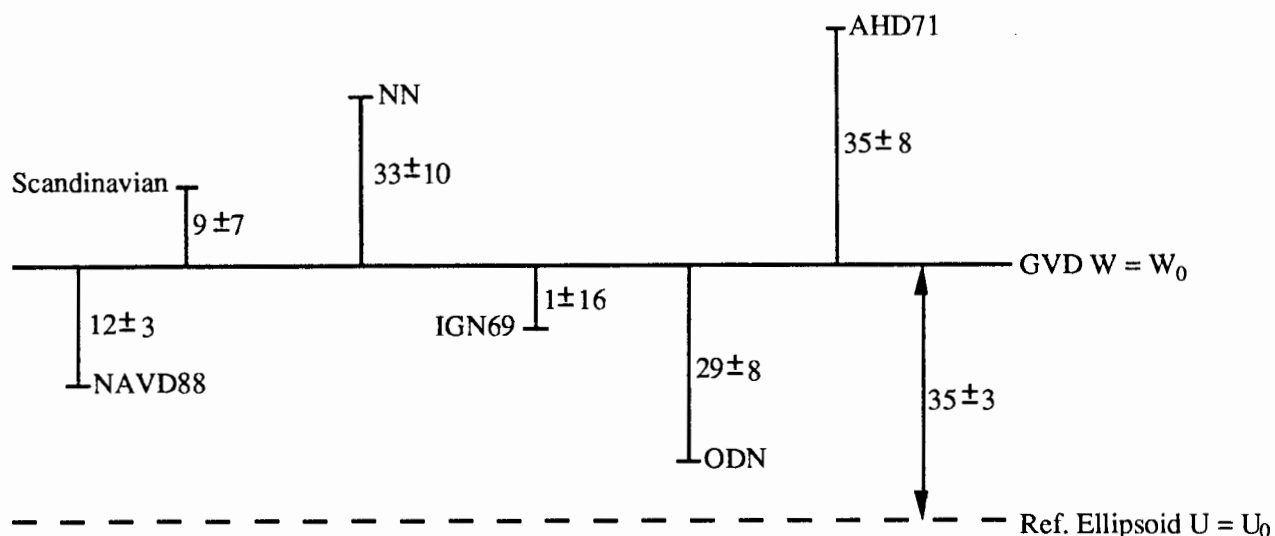 AHD71
NN
35± 8
33±10
Scandinavian
9 ±7
GVD W = W₀
1±16
12± 3
IGN69
29±8
NAVD88
35±3
ODN
Ref. Ellipsoid U = U₀